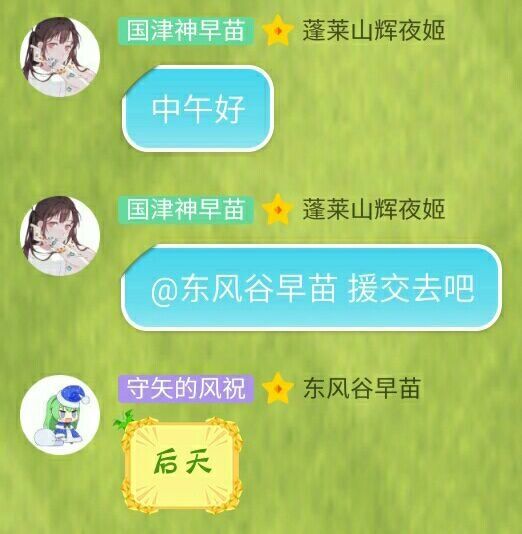 国津神早苗 蓬莱山辉夜姬
中午好
国津神早苗 蓬莱山辉夜姬
@东风谷早苗 援交去吧
守矢的风祝 东风谷早苗
后天